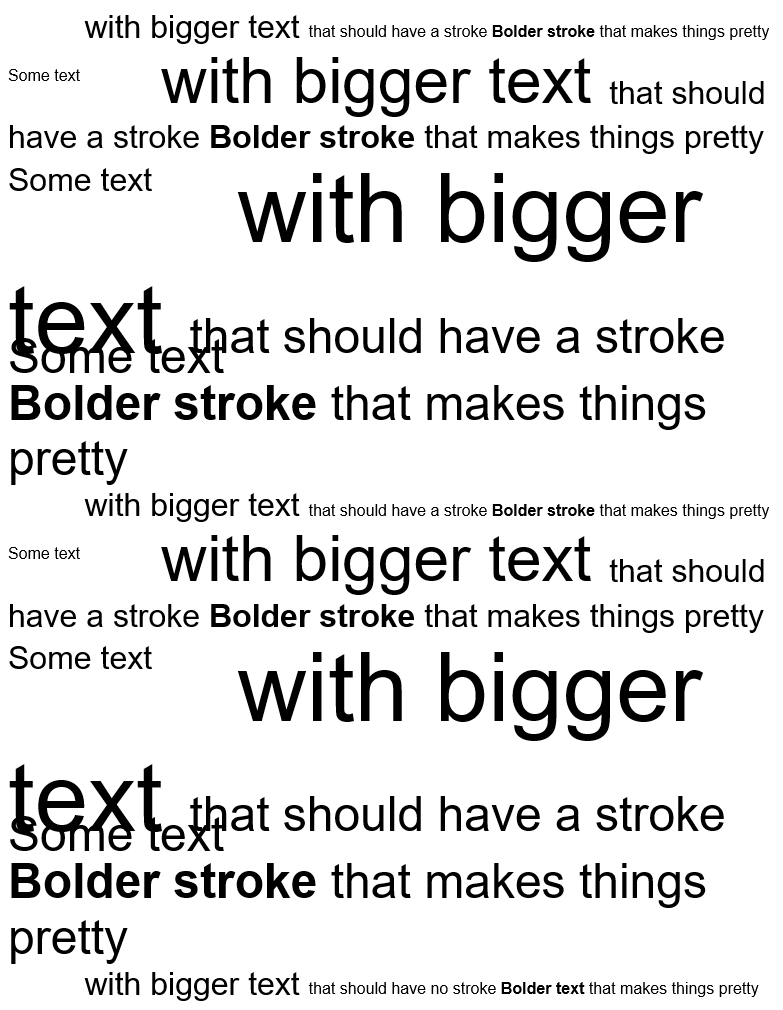 with bigger text that should have a stroke Bolder stroke that makes things pretty
Some text with bigger text that should
have a stroke Bolder stroke that makes things pretty
Some text with bigger
text that should have a stroke
Some text
Bolder stroke that makes things
pretty
with bigger text that should have a stroke Bolder stroke that makes things pretty
Some text with bigger text that should
have a stroke Bolder stroke that makes things pretty
Some text with bigger
text that should have a stroke
Some text
Bolder stroke that makes things
pretty
with bigger text that should have no stroke Bolder text that makes things pretty